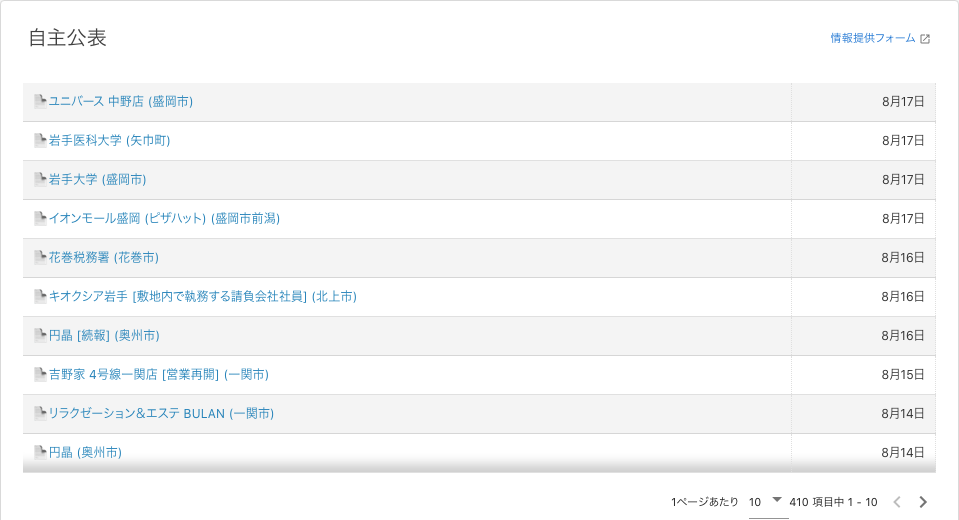 自主公表
情報提供フォーム
ユニバース 中野店 (盛岡市) 8月17日
岩手医科大学 (矢巾町) 8月17日
岩手大学 (盛岡市) 8月17日
イオンモール盛岡 (ピザハット) (盛岡市前潟) 8月17日
花巻税務署 (花巻市) 8月16日
キオクシア岩手 [敷地内で執務する請負会社社員] (北上市) 8月16日
円晶 [続報] (奥州市) 8月16日
吉野家 4号線一関店 [営業再開] (一関市) 8月15日
リラクゼーション＆エステ BULAN (一関市) 8月14日
円晶 (奥州市) 8月14日
1ページあたり 10 410 項目中 1 - 10